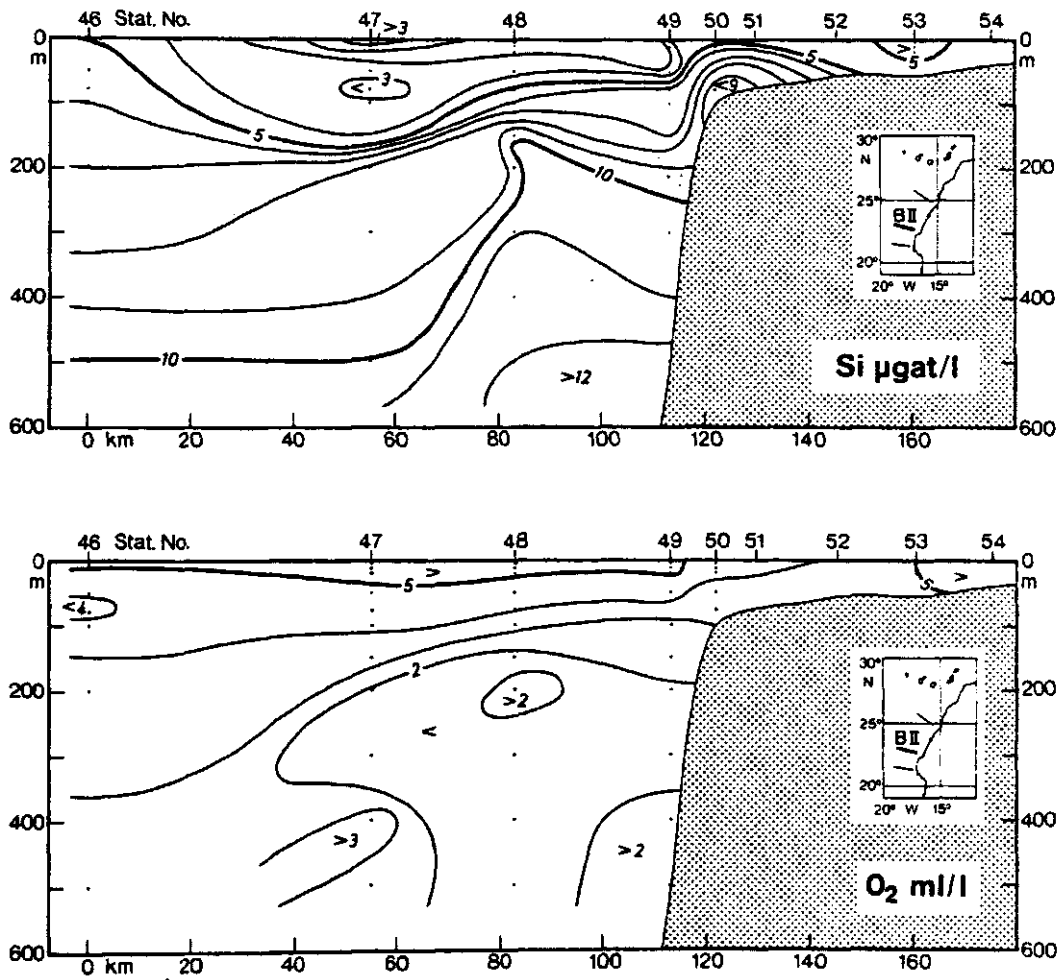 46 Stat. No. 47 48 49 50 51 52 53 54
0 >3 5 0
m < 3 <9 m
5
200 10 200
30° N
25°
BII
20°
20° W 15°
400 400
10 >12
Si µgat/l
600 600
0 km 20 40 60 80 100 120 140 160
46 Stat. No. 47 48 49 50 51 52 53 54
0 > 5 > 0
m <4. 5 m
2
200 >2 200
<
30° N
25°
BII
20°
20° W 15°
400 >3 >2 400
O₂ ml/l
600 600
0 km 20 40 60 80 100 120 140 160